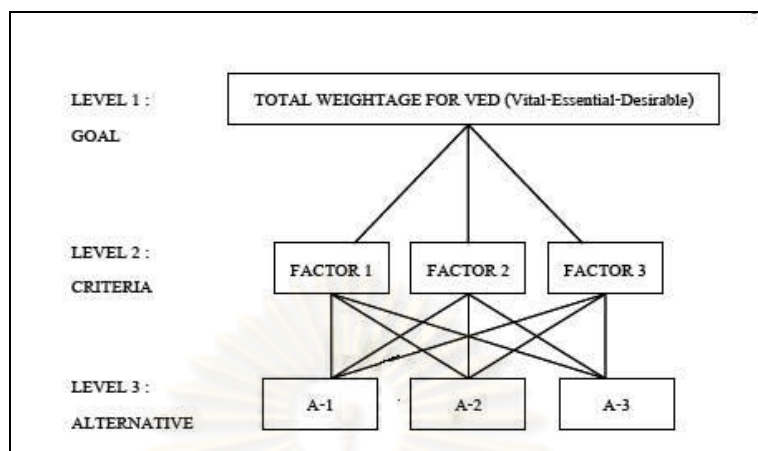 LEVEL 1 :
GOAL
TOTAL WEIGHTAGE FOR VED (Vital-Essential-Desirable)
LEVEL 2 :
CRITERIA
FACTOR 1
FACTOR 2
FACTOR 3
LEVEL 3 :
ALTERNATIVE
A-1
A-2
A-3